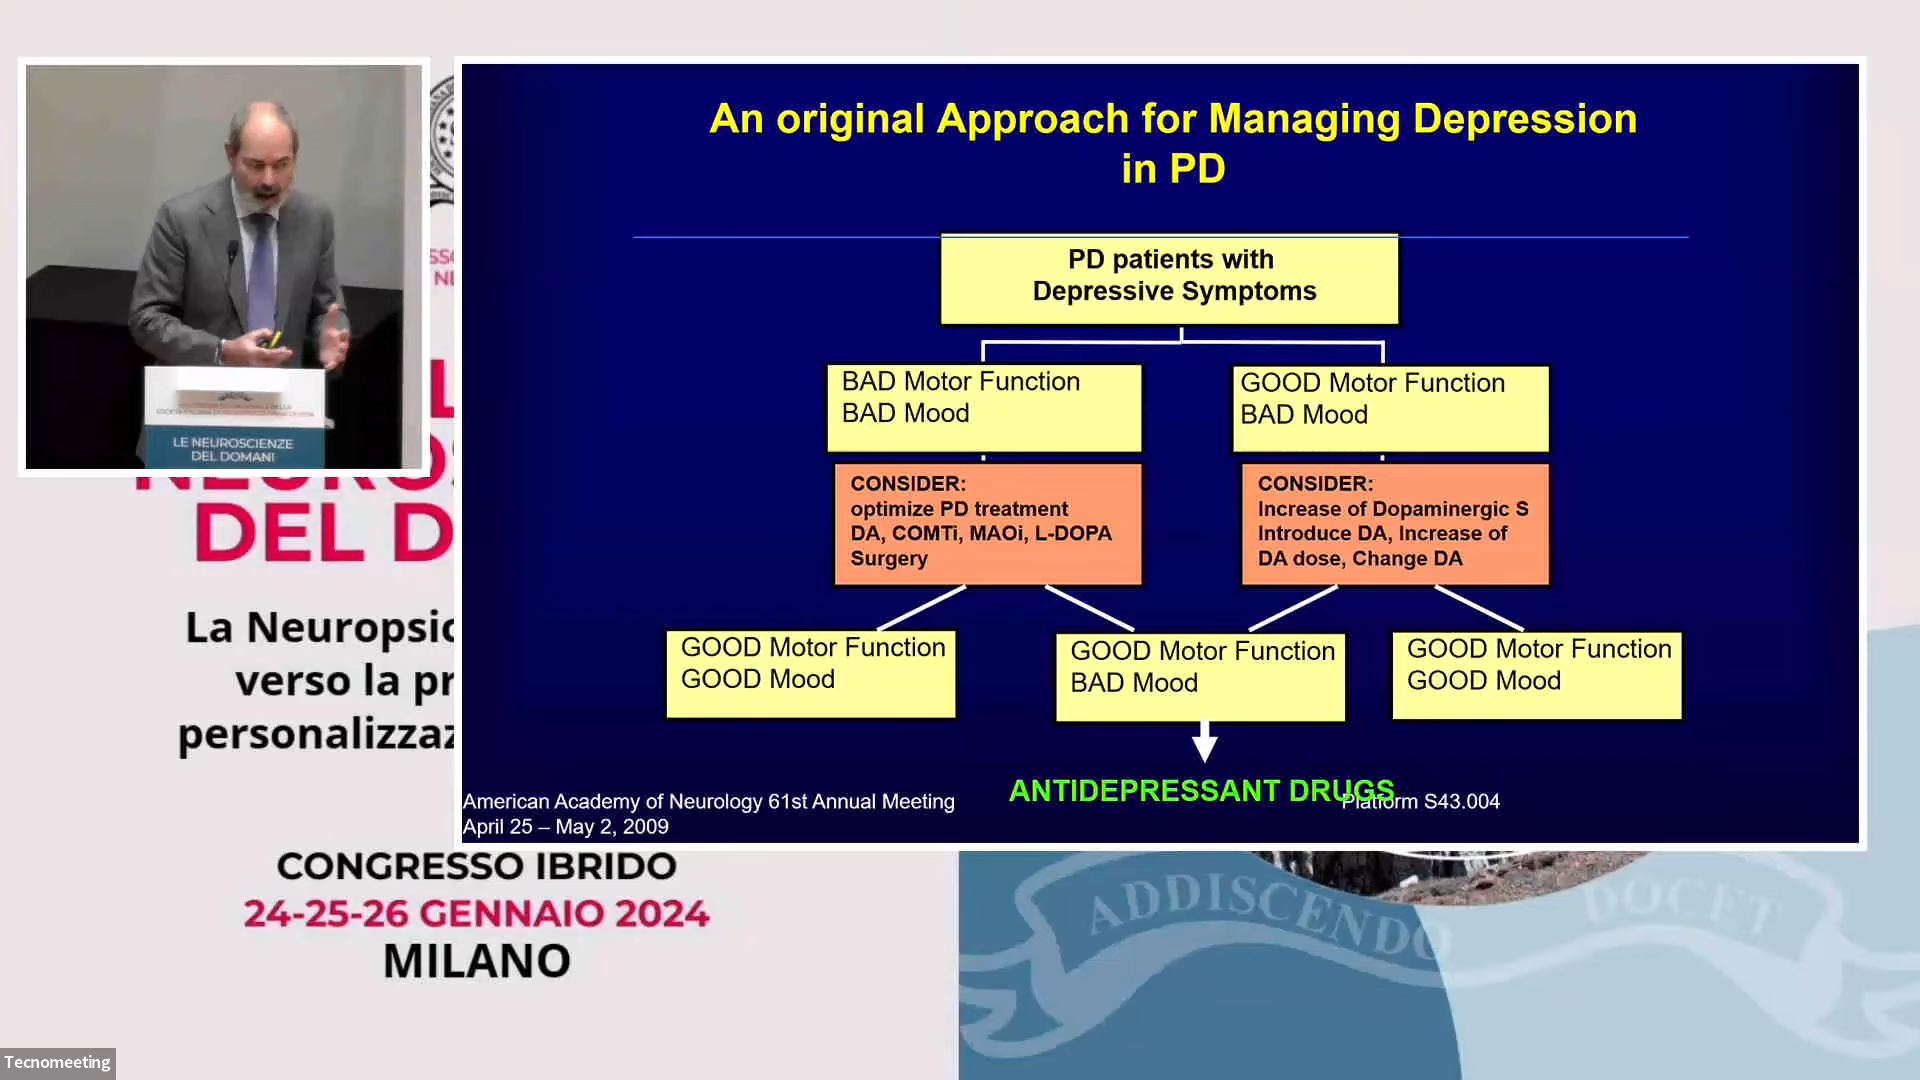 An original Approach for Managing Depression
in PD
PD patients with
Depressive Symptoms
BAD Motor Function
BAD Mood
GOOD Motor Function
BAD Mood
CONSIDER:
optimize PD treatment
DA, COMTi, MAOi, L-DOPA
Surgery
CONSIDER:
Increase of Dopaminergic S
Introduce DA, Increase of
DA dose, Change DA
GOOD Motor Function
GOOD Mood
GOOD Motor Function
BAD Mood
GOOD Motor Function
GOOD Mood
ANTIDEPRESSANT DRUGS
American Academy of Neurology 61st Annual Meeting
April 25 – May 2, 2009
Platform S43.004
LE NEUROSCIENZE
DEL DOMANI
DEL D
La Neuropsic
verso la pr
personalizzaz
CONGRESSO IBRIDO
24-25-26 GENNAIO 2024
MILANO
ADDISCENDO
DOCET
Tecnomeeting